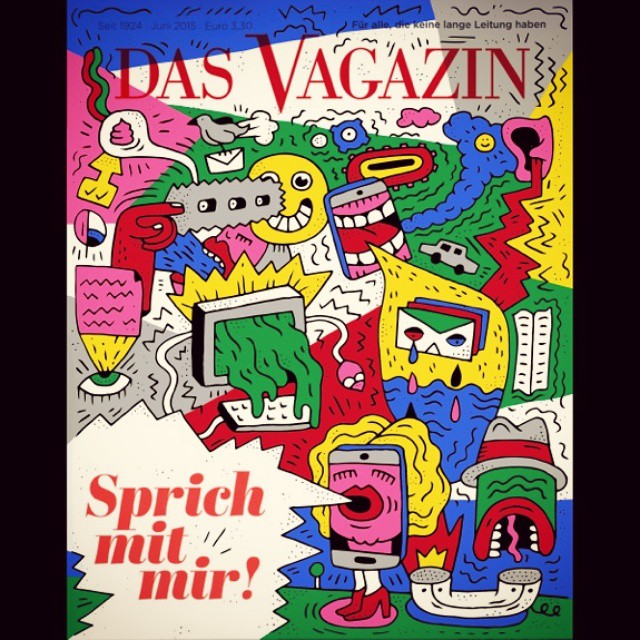 Seit 1924 · Juni 2015 · Euro 3,30
Für alle, die keine lange Leitung haben
DAS VAGAZIN
Sprich
mit
mir!